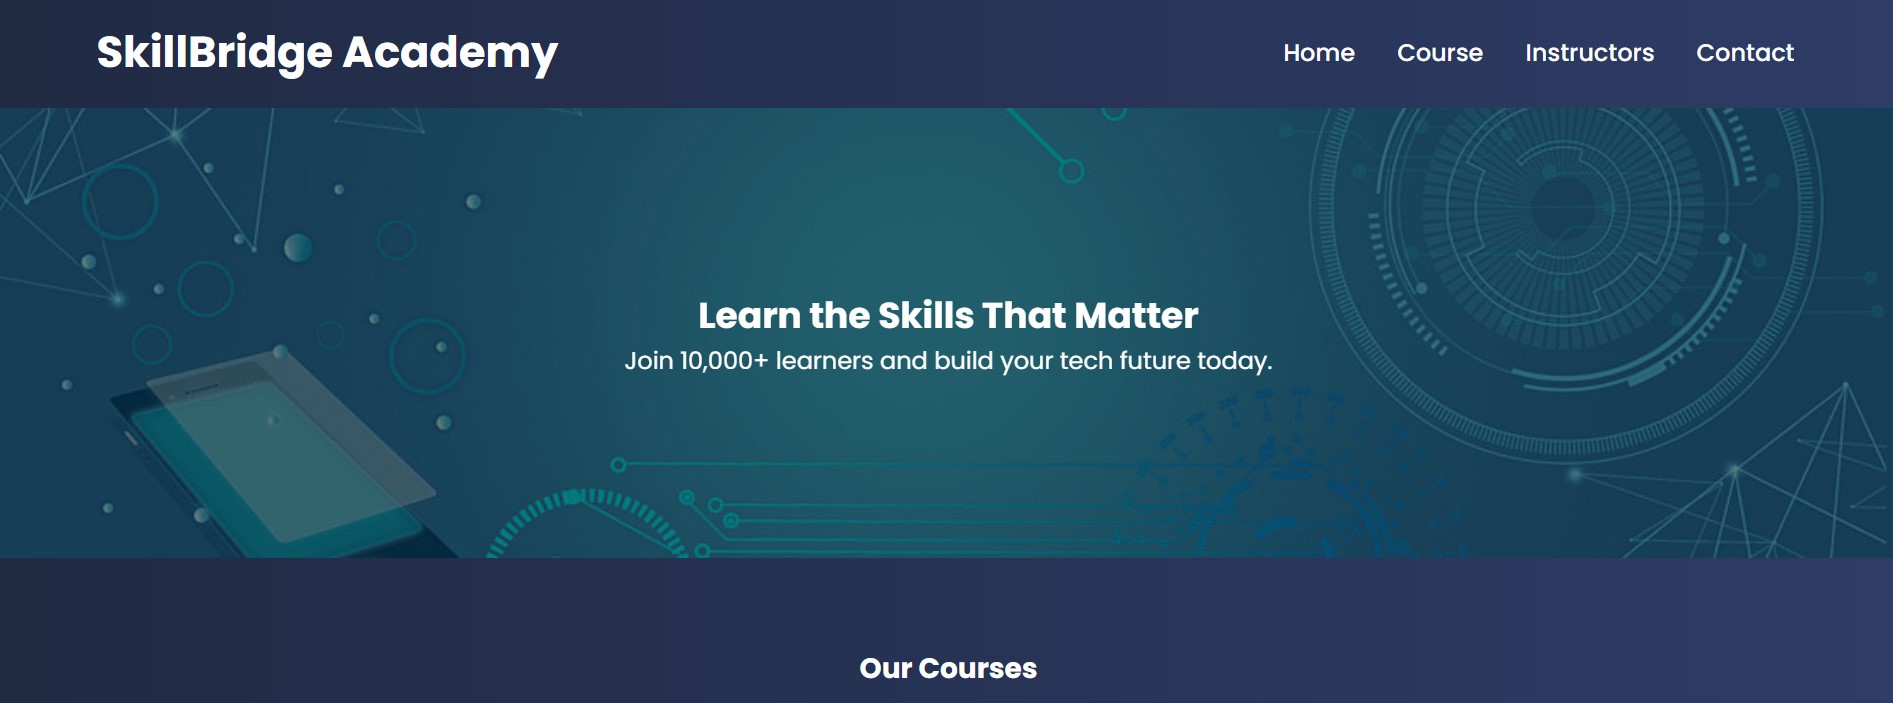 SkillBridge Academy
Home Course Instructors Contact
Learn the Skills That Matter
Join 10,000+ learners and build your tech future today.
Our Courses